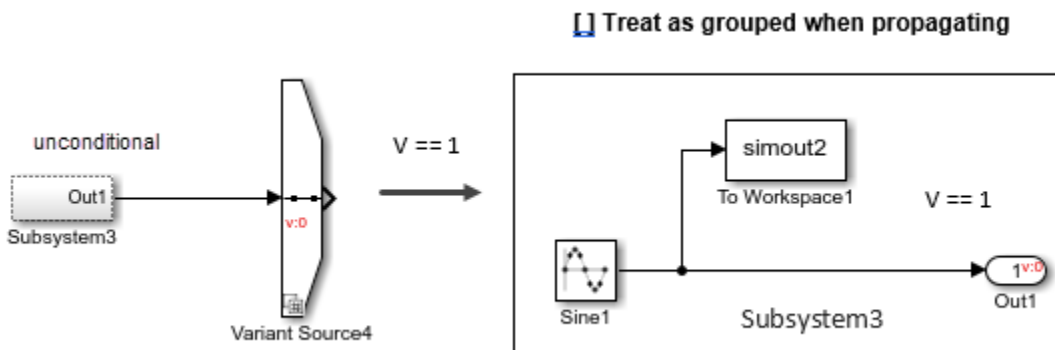 [ ] Treat as grouped when propagating
unconditional
Out1
Subsystem3
v:0
Variant Source4
V == 1
simout2
To Workspace1
V == 1
Sine1
1
v:0
Out1
Subsystem3